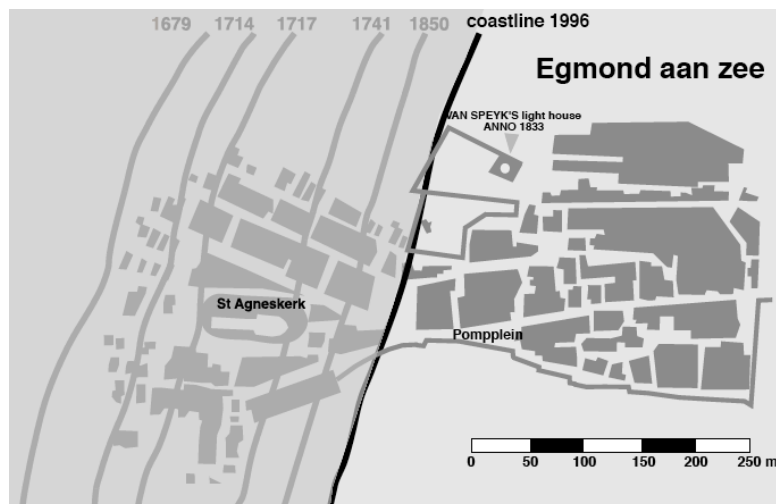 1679 1714 1717 1741 1850 coastline 1996
Egmond aan zee
VAN SPEYK'S light house
ANNO 1833
St Agneskerk
Pompplein
0 50 100 150 200 250 m